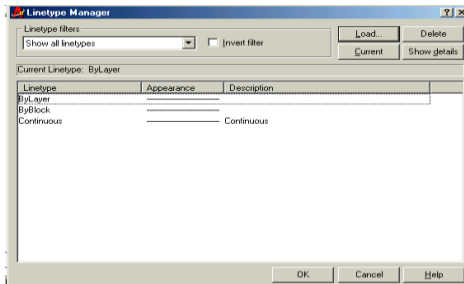 Linetype Manager
Linetype filters
Show all linetypes
Invert filter
Load...
Delete
Current
Show details
Current Linetype: ByLayer
Linetype Appearance Description
ByLayer
ByBlock
Continuous Continuous
OK Cancel Help